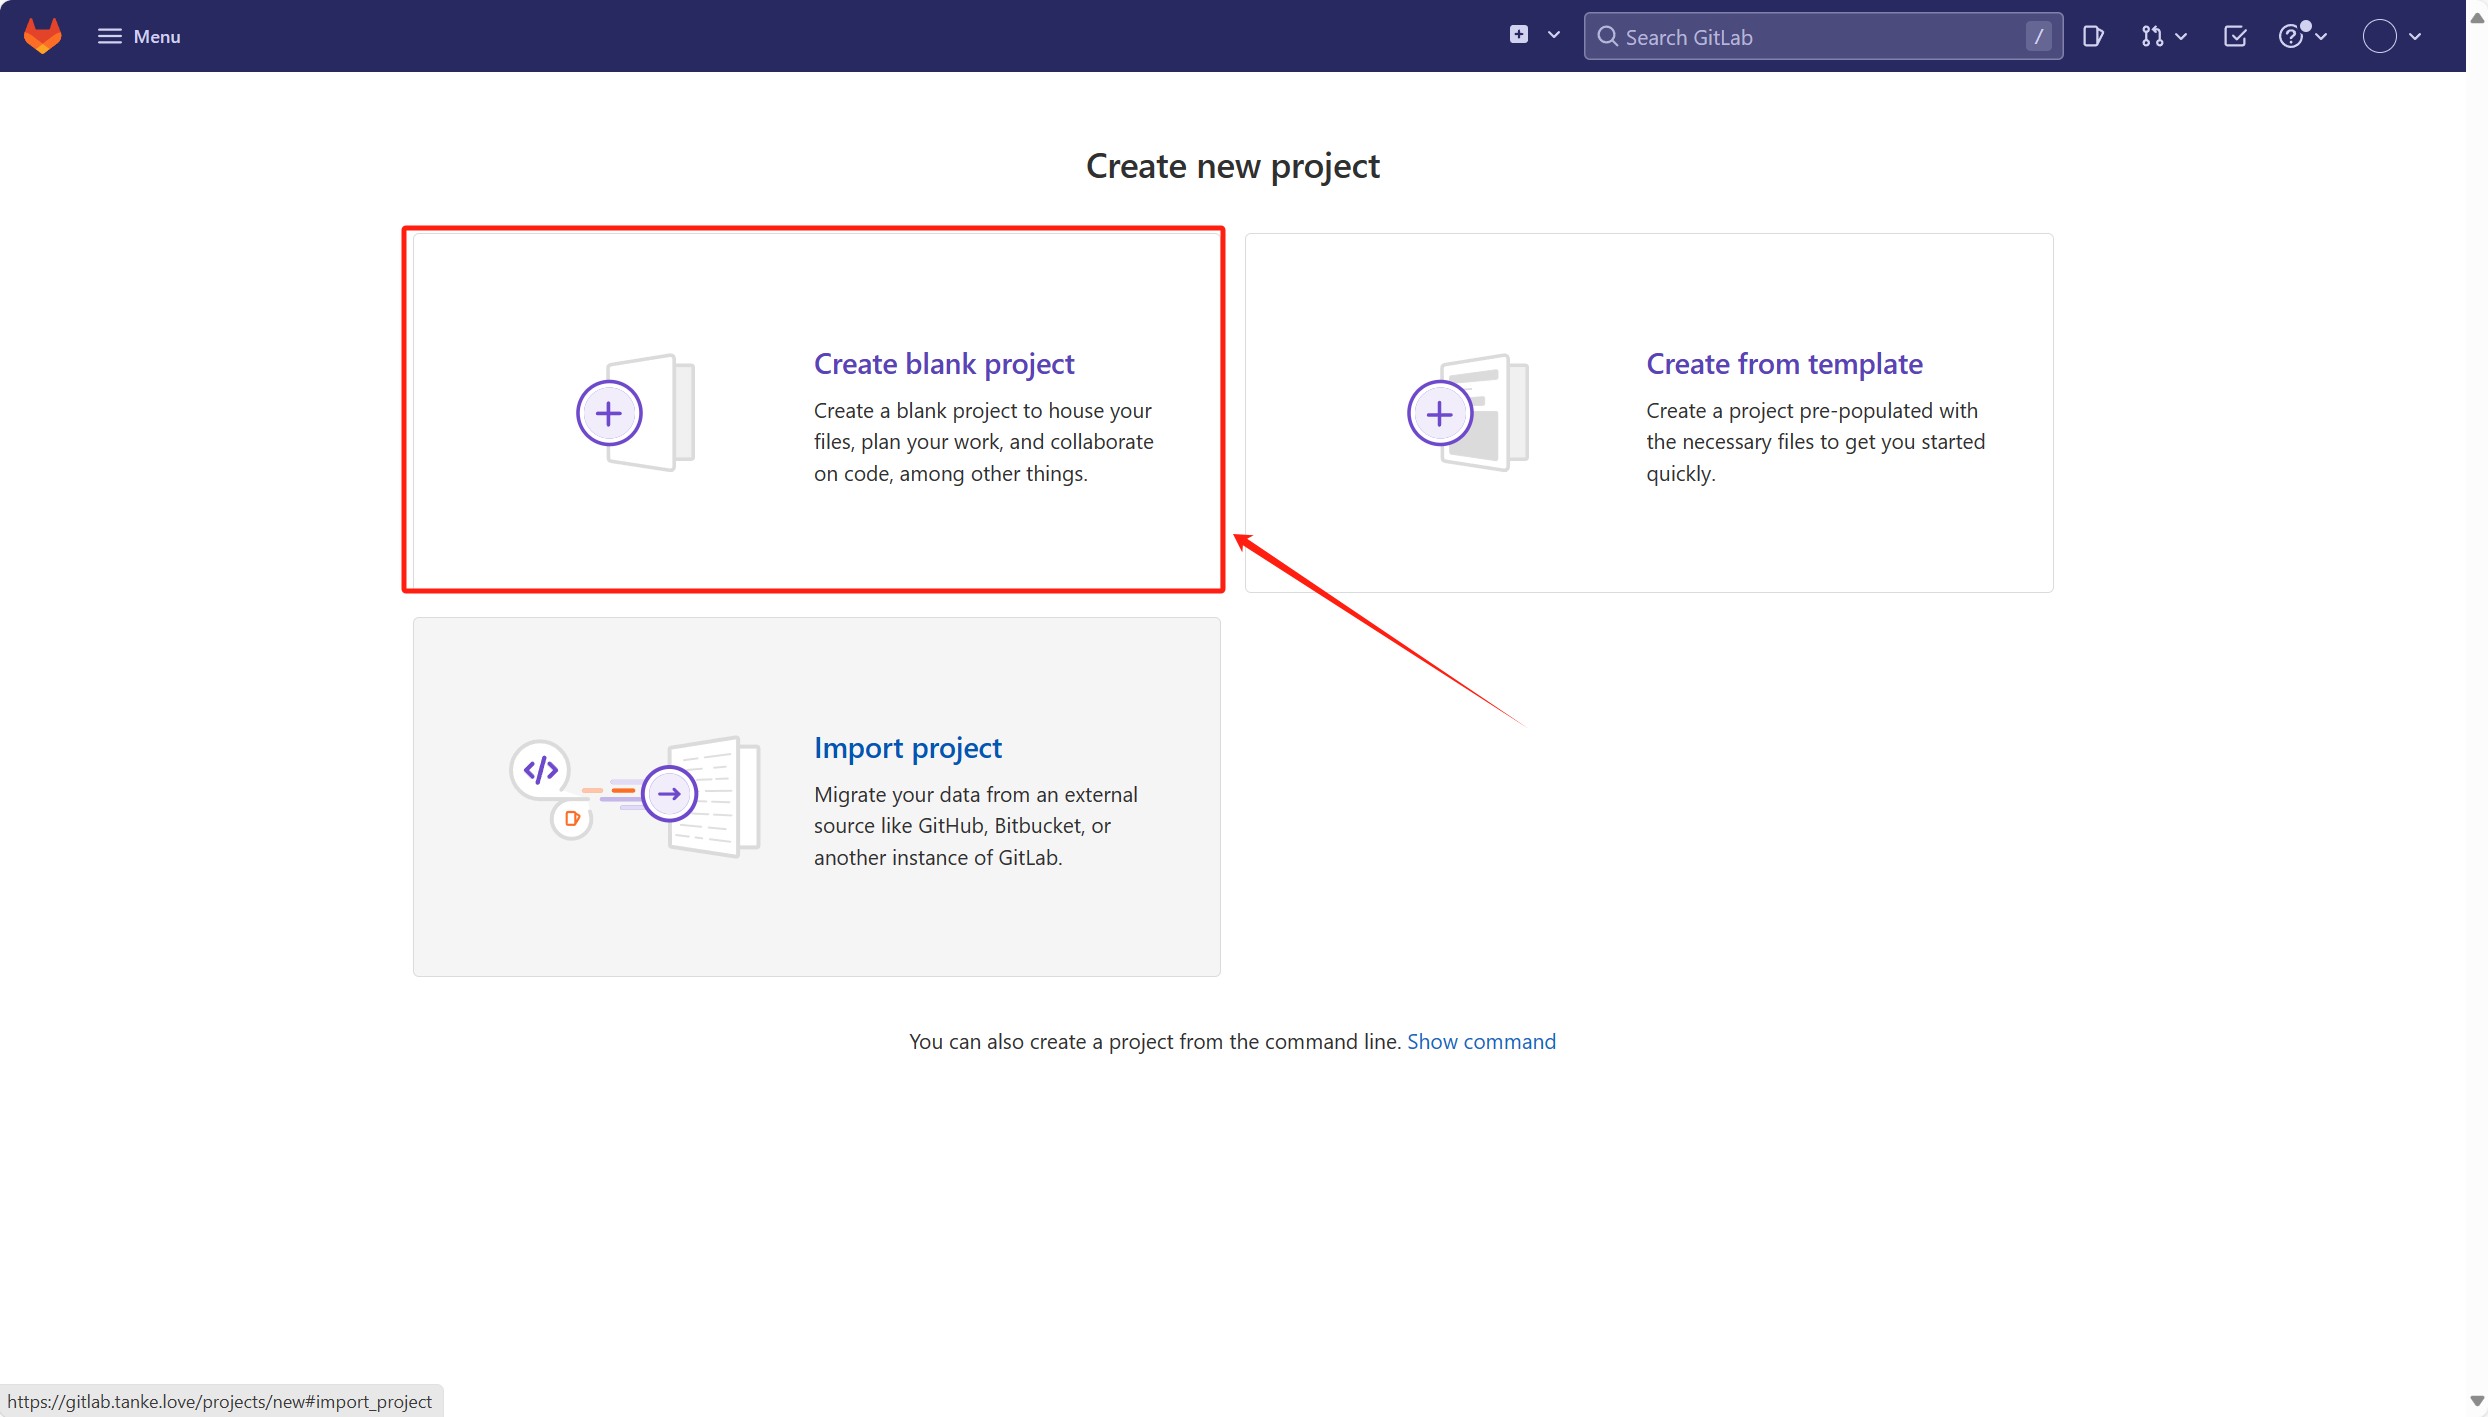 Menu
Search GitLab /
Create new project
Create blank project
Create a blank project to house your
files, plan your work, and collaborate
on code, among other things.
Create from template
Create a project pre-populated with
the necessary files to get you started
quickly.
Import project
Migrate your data from an external
source like GitHub, Bitbucket, or
another instance of GitLab.
You can also create a project from the command line. Show command
https://gitlab.tanke.love/projects/new#import_project